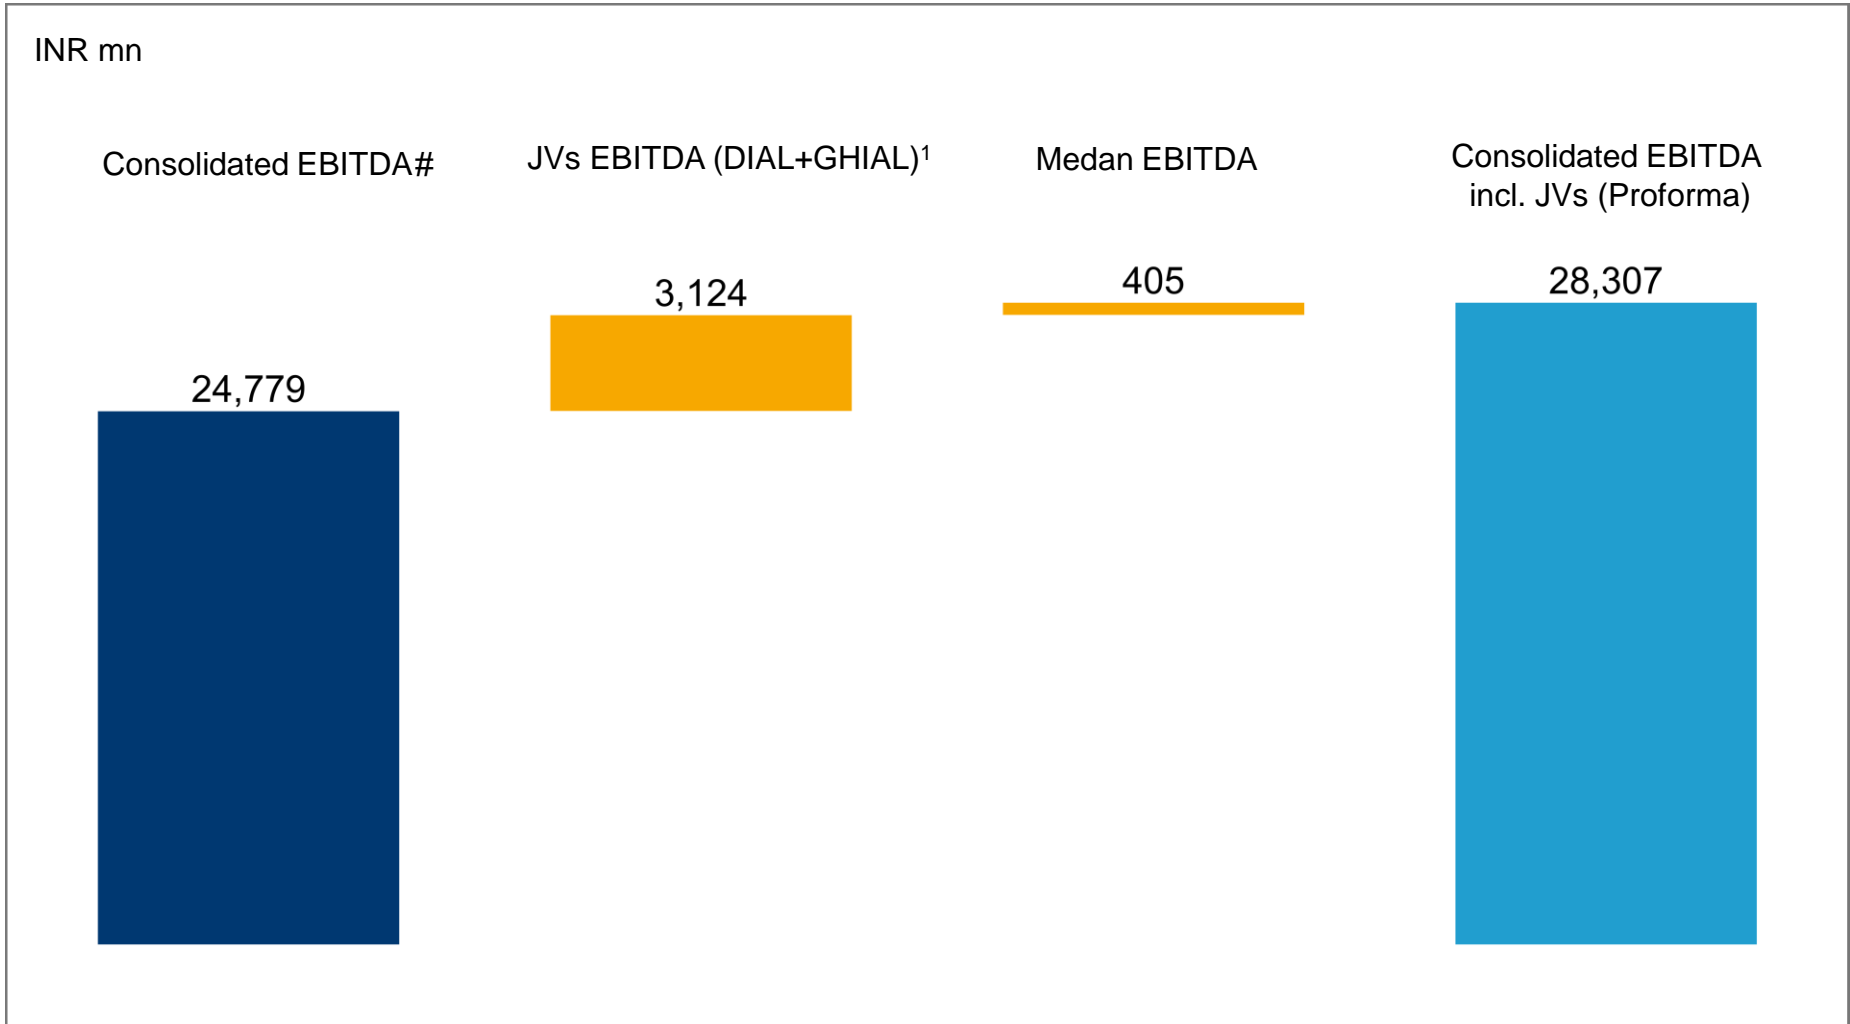 INR mn
Consolidated EBITDA#
JVs EBITDA (DIAL+GHIAL)¹
Medan EBITDA
Consolidated EBITDA
incl. JVs (Proforma)
24,779
3,124
405
28,307